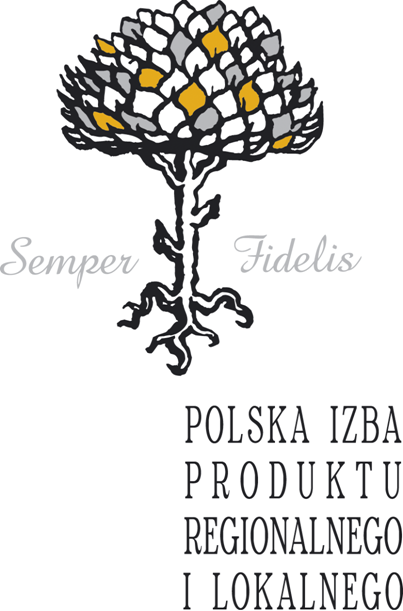 Semper Fidelis
POLSKA IZBA
PRODUKTU
REGIONALNEGO
I LOKALNEGO